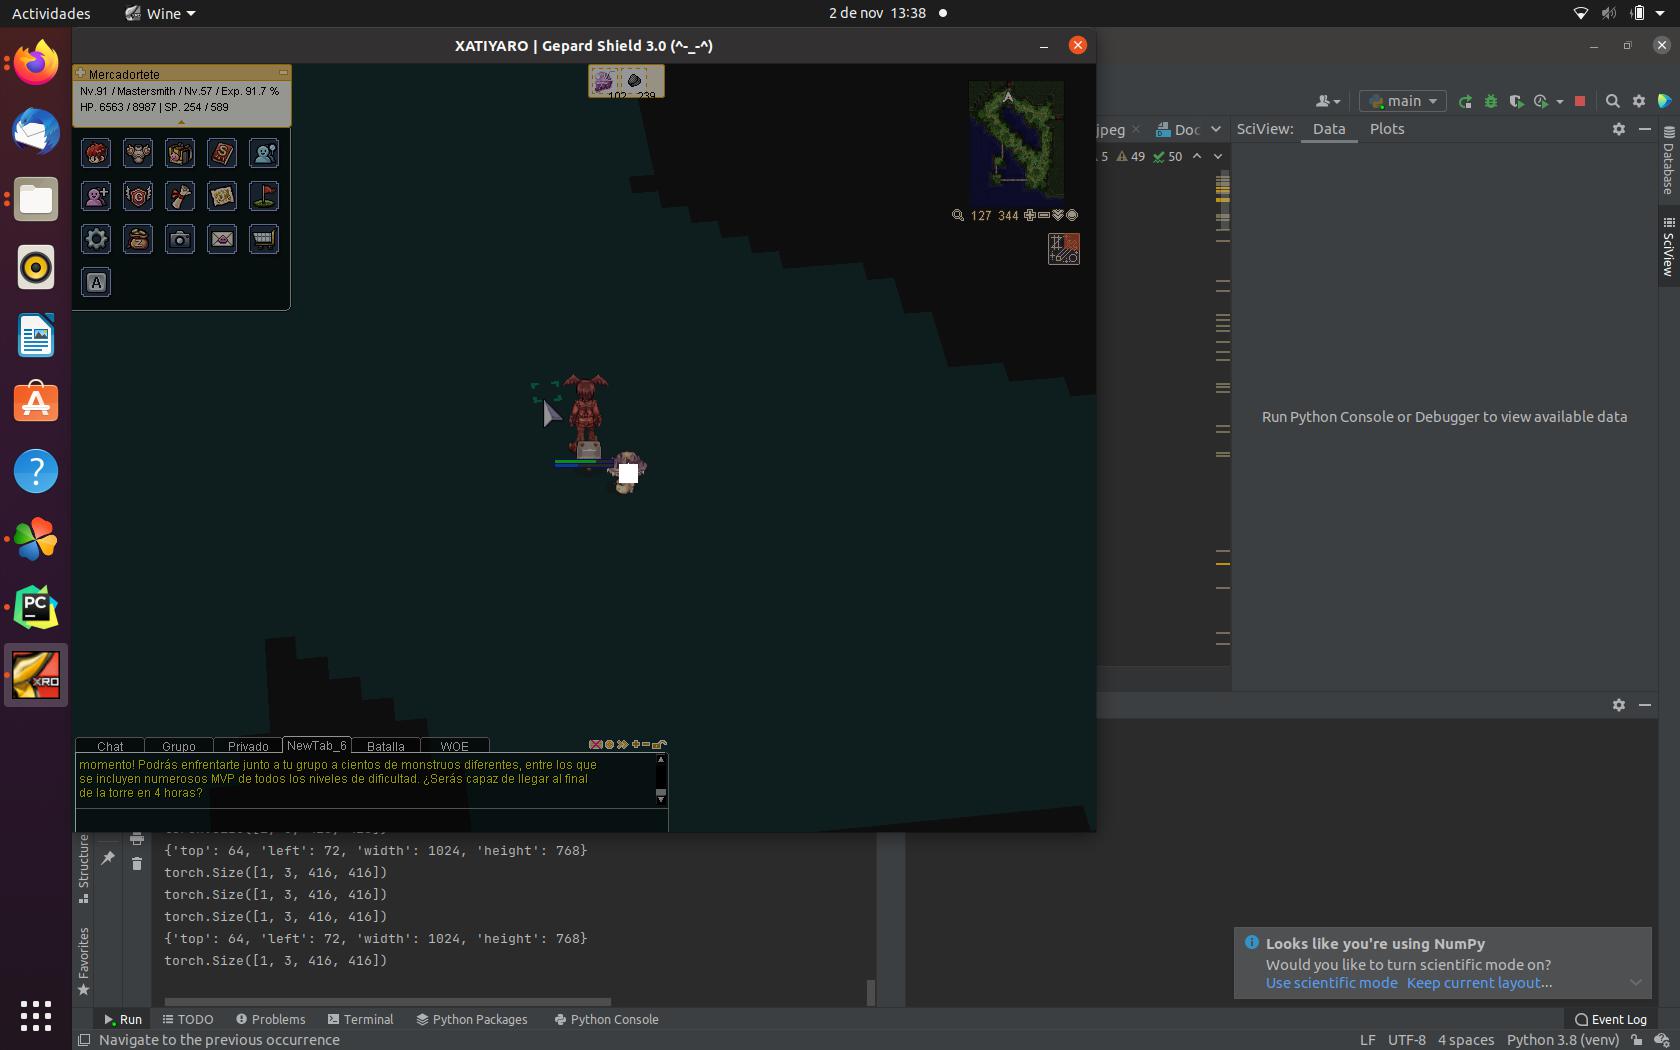 Actividades
Wine
2 de nov 13:38
XATIYARO | Gepard Shield 3.0 (^-_-^)
Mercadortete
Nv.91 / Mastersmith / Nv.57 / Exp. 91.7 %
HP. 6563 / 8987 | SP. 254 / 589
102 239
127 344
A
main
jpeg
Doc
SciView:
Data
Plots
5
49
50
Database
SciView
Run Python Console or Debugger to view available data
PC
XRO
Chat
Grupo
Privado
NewTab_6
Batalla
WOE
momento! Podrás enfrentarte junto a tu grupo a cientos de monstruos diferentes, entre los que
se incluyen numerosos MVP de todos los niveles de dificultad. ¿Serás capaz de llegar al final
de la torre en 4 horas?
{'top': 64, 'left': 72, 'width': 1024, 'height': 768}
torch.Size([1, 3, 416, 416])
torch.Size([1, 3, 416, 416])
torch.Size([1, 3, 416, 416])
{'top': 64, 'left': 72, 'width': 1024, 'height': 768}
torch.Size([1, 3, 416, 416])
Structure
Favorites
Looks like you're using NumPy
Would you like to turn scientific mode on?
Use scientific mode Keep current layout...
Run
TODO
Problems
Terminal
Python Packages
Python Console
Event Log
Navigate to the previous occurrence
LF
UTF-8
4 spaces
Python 3.8 (venv)